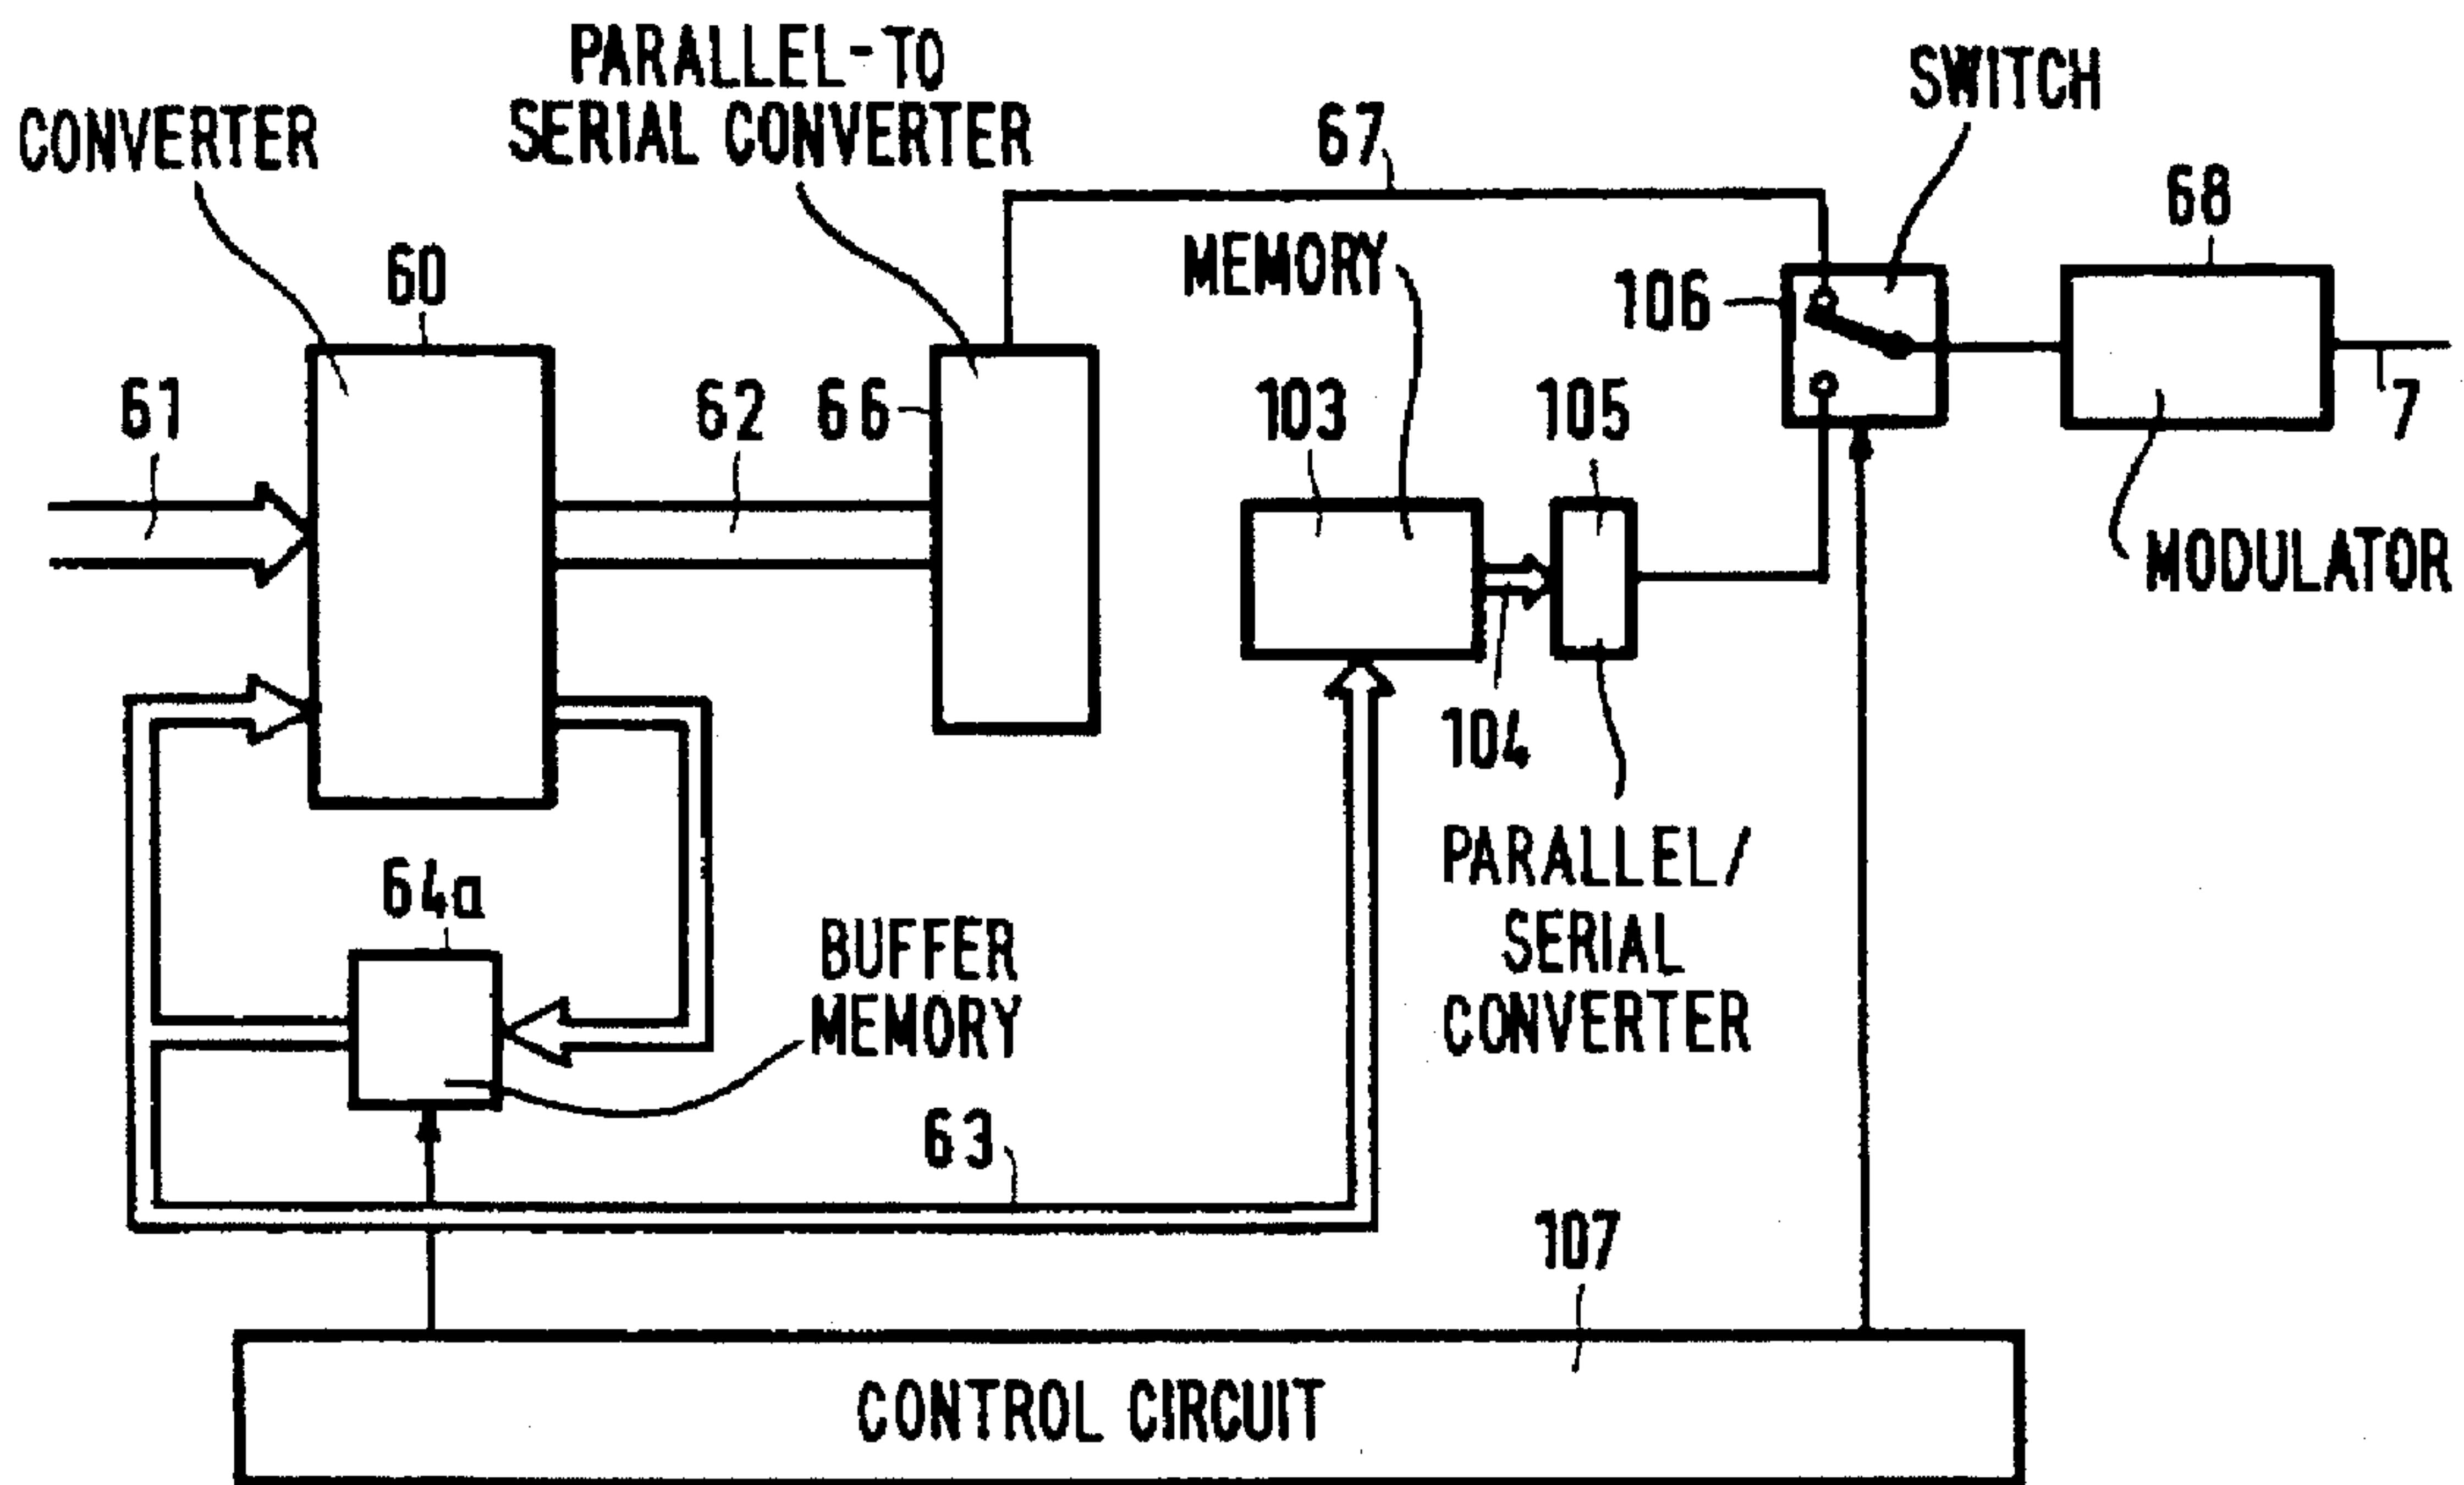 PARALLEL-TO
SERIAL CONVERTER
CONVERTER
SWITCH
67
68
60
MEMORY
106
61
62
66
103
105
7
MODULATOR
104
PARALLEL/
SERIAL
CONVERTER
64a
BUFFER
MEMORY
63
107
CONTROL CIRCUIT